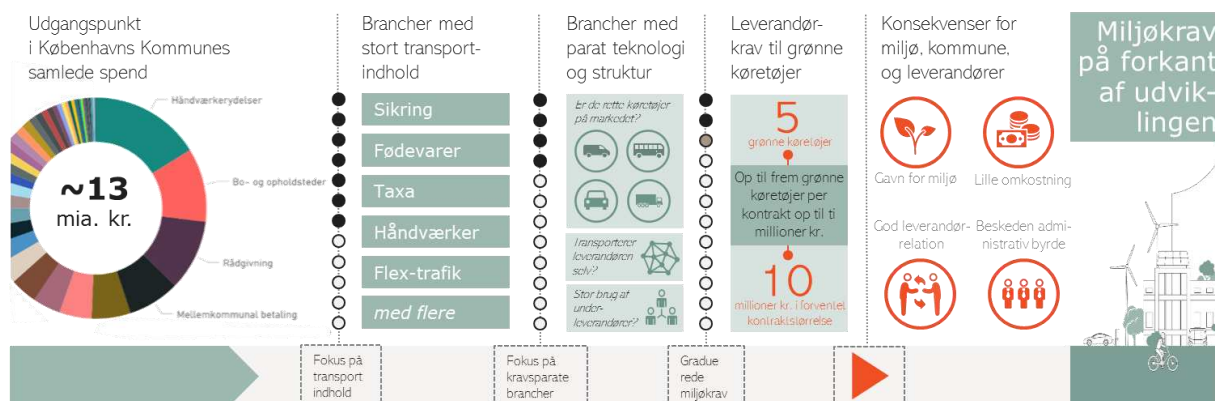 Udgangspunkt
i Københavns Kommunes
samlede spend
Håndværkerydelser
Bo- og opholdsteder
Rådgivning
Mellemkommunal betaling
~13
mia. kr.
Brancher med
stort transport-
indhold
Sikring
Fødevarer
Taxa
Håndværker
Flex-trafik
med flere
Brancher med
parat teknologi
og struktur
Er de rette køretøjer
på markedet?
Transporterer
leverandøren
selv?
Stor brug af
under-
leverandører?
Leverandør-
krav til grønne
køretøjer
5
grønne køretøjer
Op til frem grønne
køretøjer per
kontrakt op til ti
millioner kr.
10
millioner kr. i forventet
kontraktstørrelse
Konsekvenser for
miljø, kommune,
og leverandører
Gavn for miljø
Lille omkostning
God leverandør-
relation
Beskeden admi-
nistrativ byrde
Miljøkrav
på forkant
af udvik-
lingen
Fokus på
transport
indhold
Fokus på
kravsparate
brancher
Gradue
rede
miljøkrav